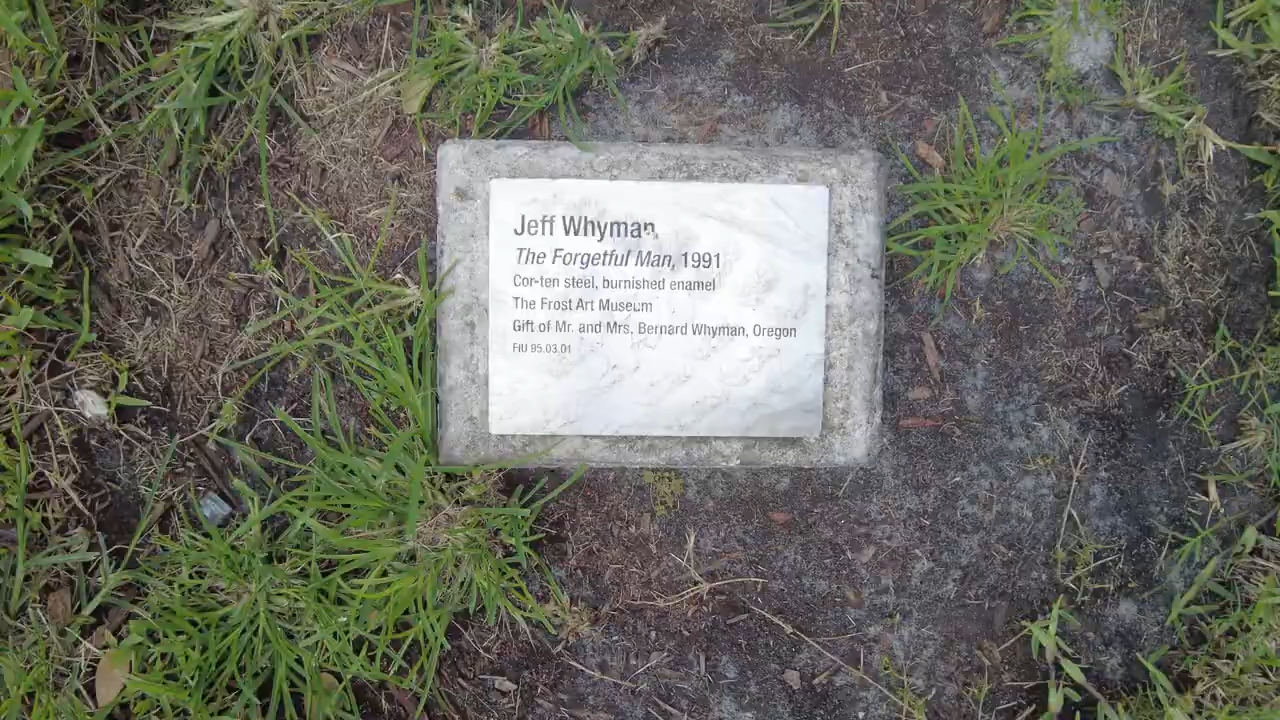 Jeff Whyman
The Forgetful Man, 1991
Cor-ten steel, burnished enamel
The Frost Art Museum
Gift of Mr. and Mrs. Bernard Whyman, Oregon
FIU 95.03.01